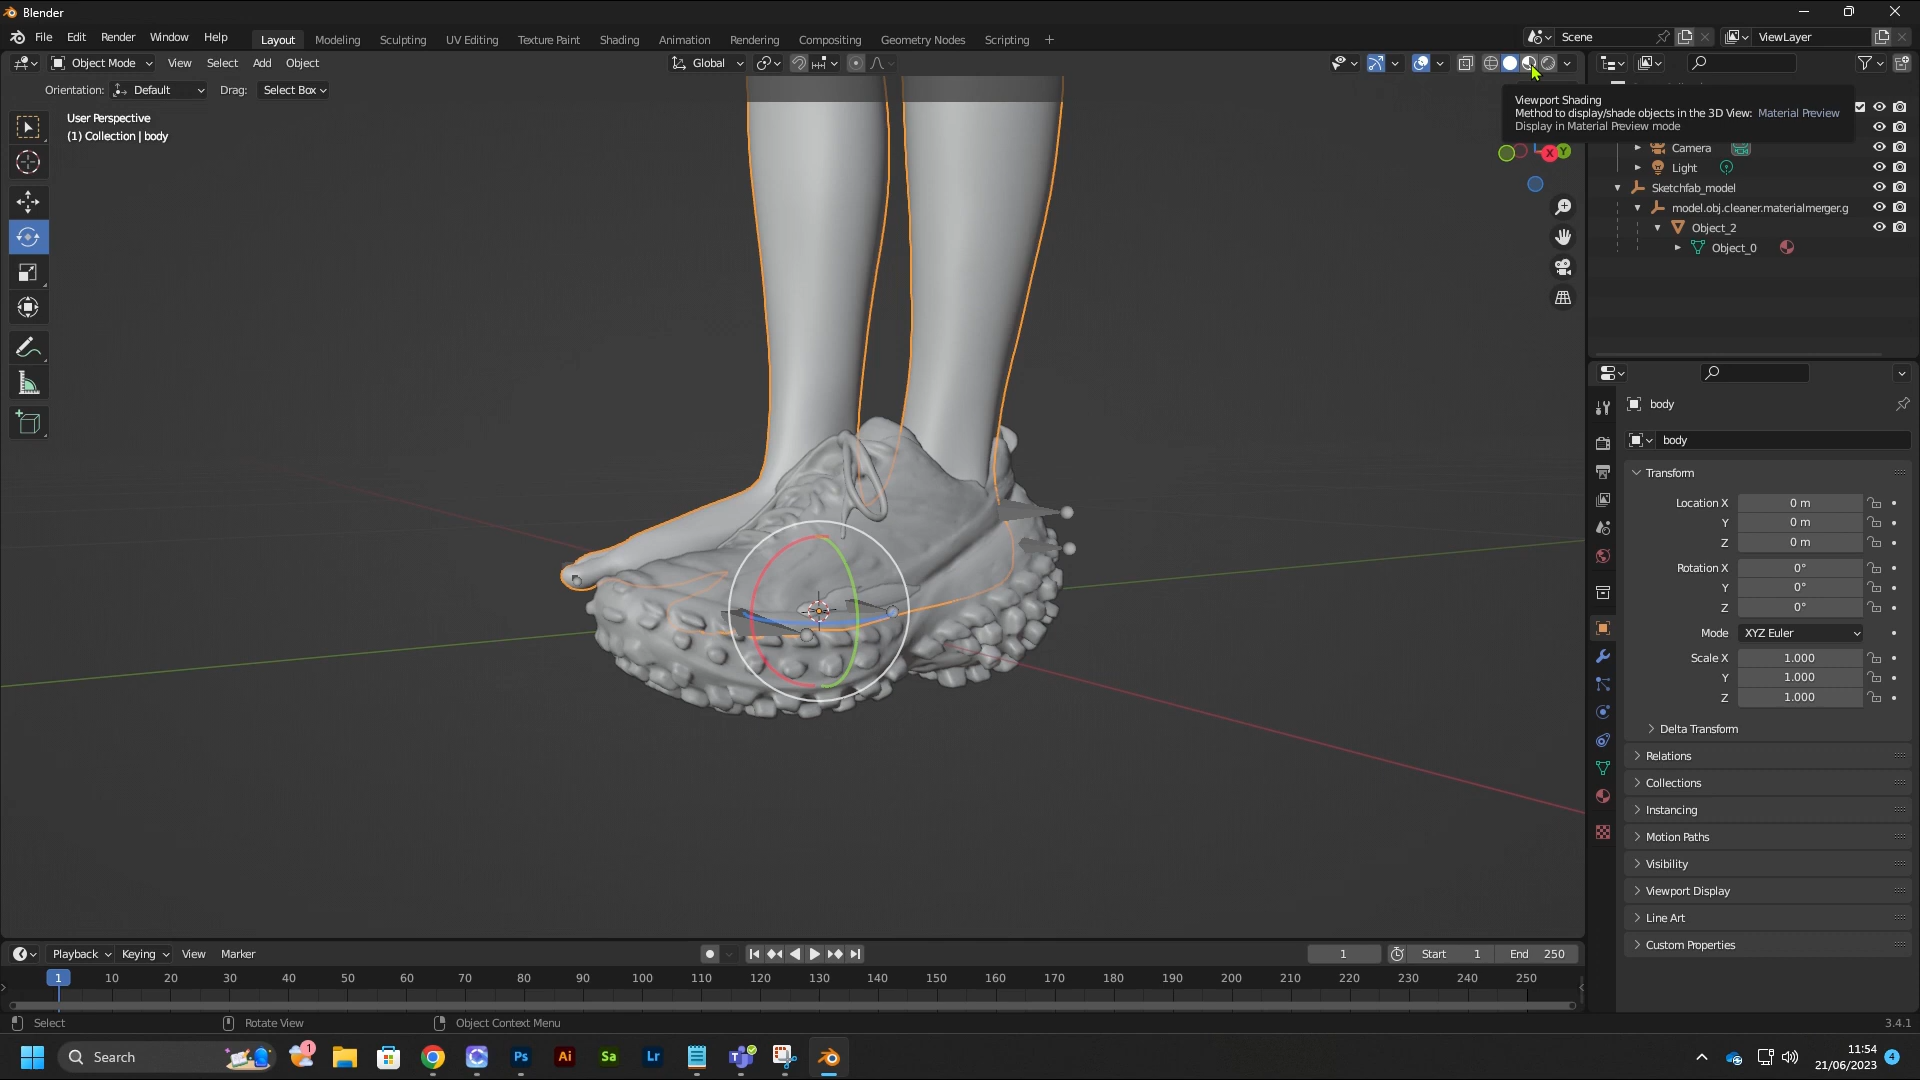 Blender
File Edit Render Window Help
Layout Modeling Sculpting UV Editing Texture Paint Shading Animation Rendering Compositing Geometry Nodes Scripting +
Scene
ViewLayer
Object Mode View Select Add Object
Global
Orientation: Default Drag: Select Box
User Perspective
(1) Collection | body
Viewport Shading
Method to display/shade objects in the 3D View: Material Preview
Display in Material Preview mode
X Y
Camera
Light
Sketchfab_model
model.obj.cleaner.materialmerger.g
Object_2
Object_0
body
body
Transform
Location X 0 m
Y 0 m
Z 0 m
Rotation X 0°
Y 0°
Z 0°
Mode XYZ Euler
Scale X 1.000
Y 1.000
Z 1.000
Delta Transform
Relations
Collections
Instancing
Motion Paths
Visibility
Viewport Display
Line Art
Custom Properties
Playback Keying View Marker
1 Start 1 End 250
1 10 20 30 40 50 60 70 80 90 100 110 120 130 140 150 160 170 180 190 200 210 220 230 240 250
Select Rotate View Object Context Menu
3.4.1
Search
1
Ps Ai Sa Lr
11:54
21/06/2023
4